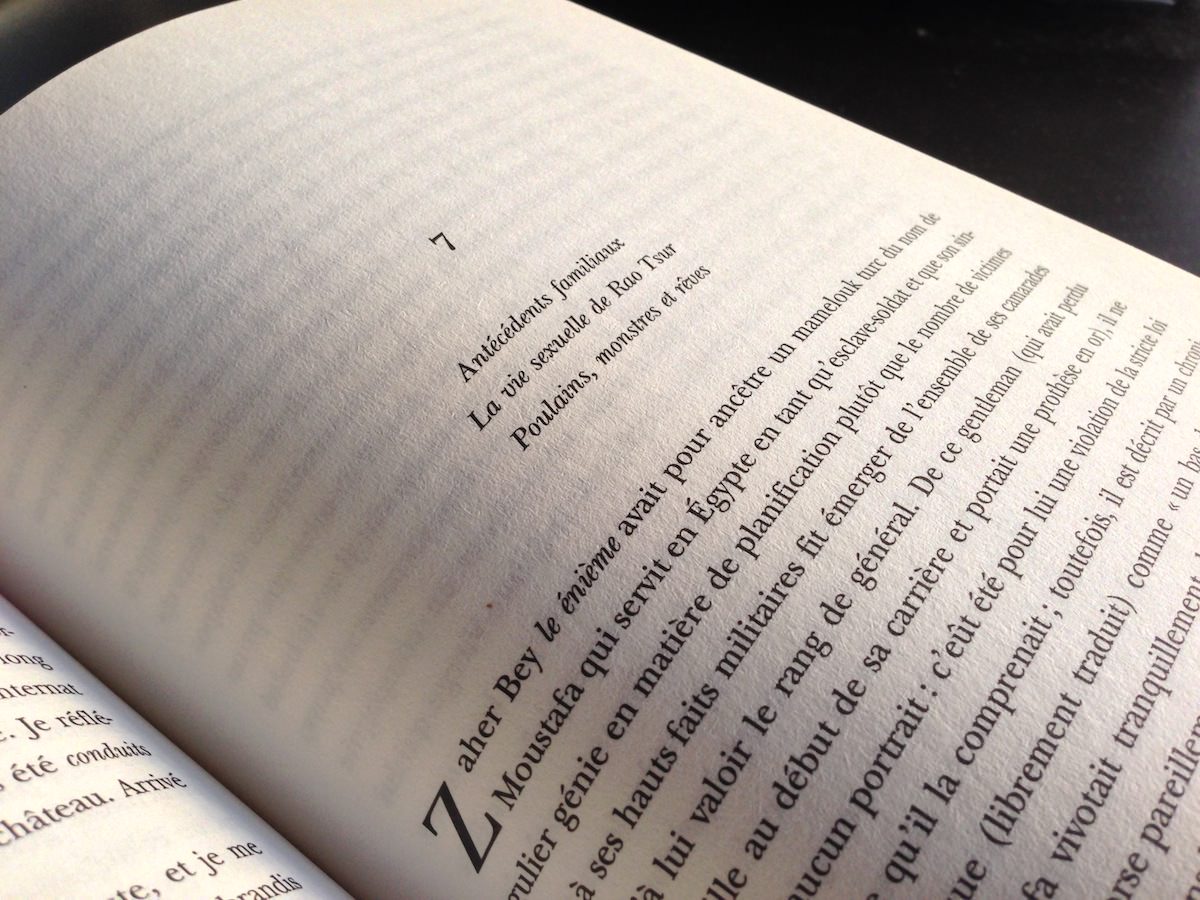 long
nternat
. Je réflé-
été conduits
château. Arrivé
et je me
brandis
7
Antécédents familiaux
La vie sexuelle de Rao Tsur
Poulains, monstres et rêves
Zaher Bey le énième avait pour ancêtre un mamelouk turc du nom de
Moustafa qui servit en Égypte en tant qu'esclave-soldat et que son sin-
gulier génie en matière de planification plutôt que le nombre de victimes
à ses hauts faits militaires fit émerger de l'ensemble de ses camarades
à lui valoir le rang de général. De ce gentleman (qui avait perdu
au début de sa carrière et portait une prothèse en or), il ne
aucun portrait : c'eût été pour lui une violation de la stricte loi
qu'il la comprenait ; toutefois, il est décrit par un
(librement traduit) comme « un bas
vivotait tranquillement
pareille